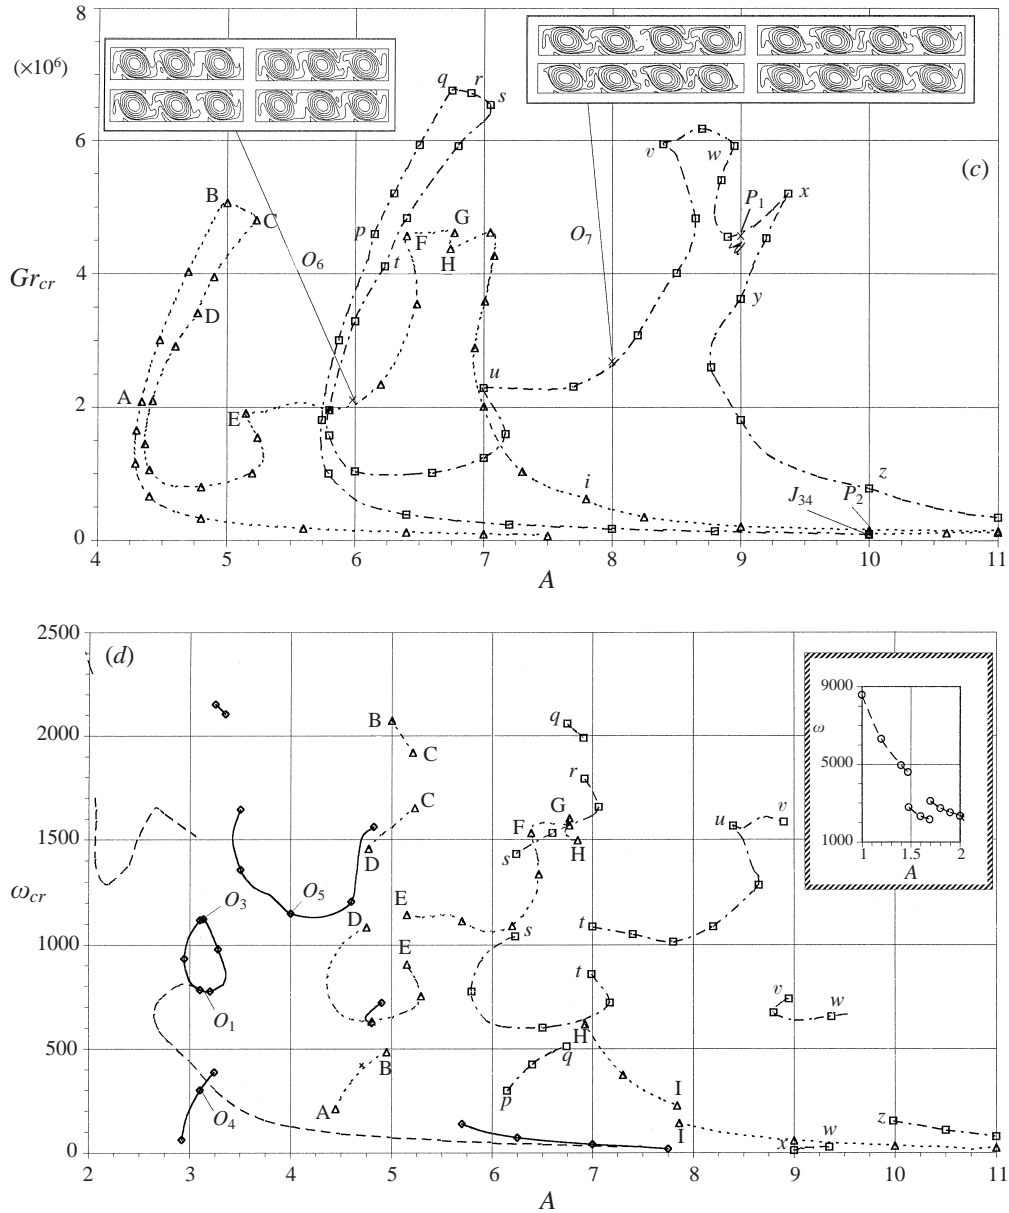 8
(×10⁶)
q r
s
6
v
w
(c)
B
C
x
P₁
p
G
O₇
F
O₆
t
H
4
Gr_cr
D
y
u
2
A
E
i
z
J₃₄
P₂
0
4 5 6 7 8 9 10 11
A
2500
(d)
9000
ω
5000
1000
1 1.5 2
A
2000
B
q
C
r
C
G
u
v
1500
F
H
D
s
ω_cr
O₃
O₅
E
D
t
s
1000
E
t
O₁
v
w
500
H
B
q
O₄
A
p
I
I
z
w
x
0
2 3 4 5 6 7 8 9 10 11
A